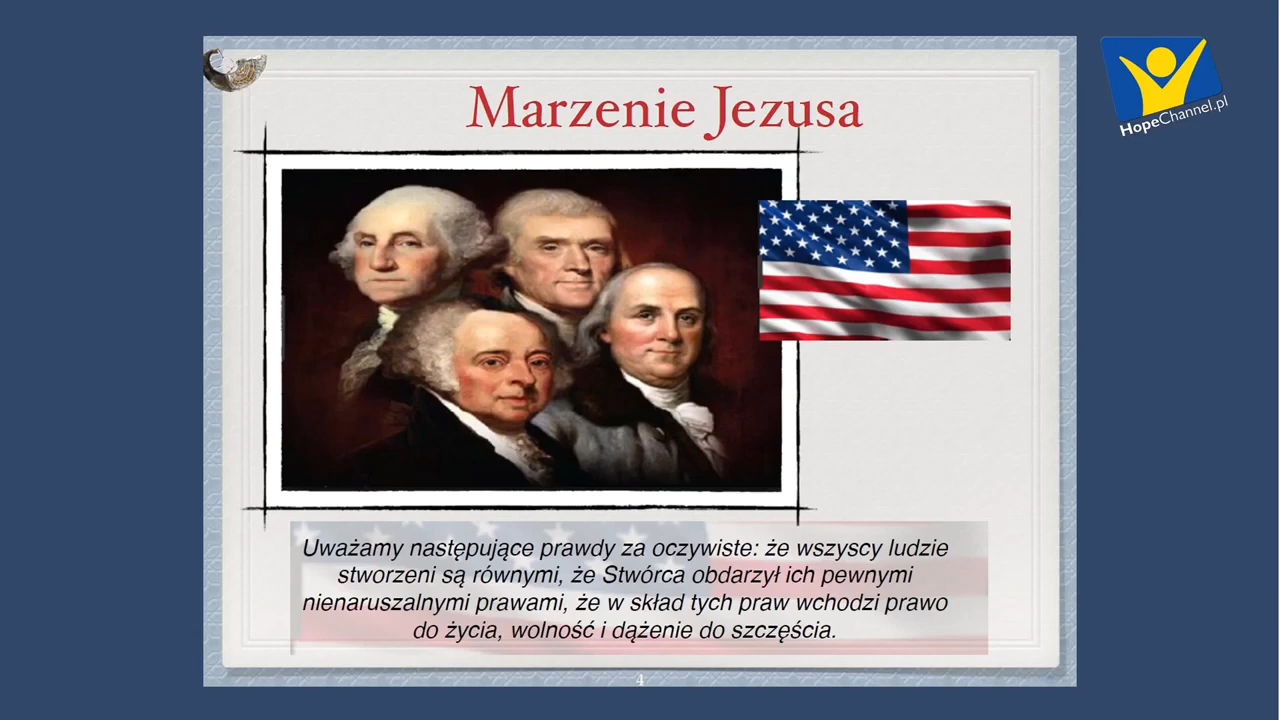 Marzenie Jezusa
HopeChannel.pl
Uważamy następujące prawdy za oczywiste: że wszyscy ludzie
stworzeni są równymi, że Stwórca obdarzył ich pewnymi
nienaruszalnymi prawami, że w skład tych praw wchodzi prawo
do życia, wolność i dążenie do szczęścia.
4